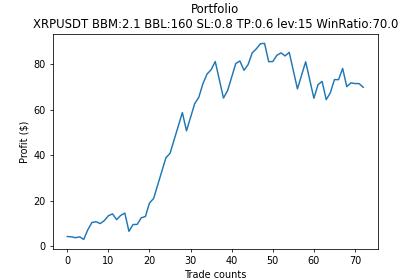 Portfolio
XRPUSDT BBM:2.1 BBL:160 SL:0.8 TP:0.6 lev:15 WinRatio:70.0
80
60
40
20
0
Profit ($)
0 10 20 30 40 50 60 70
Trade counts